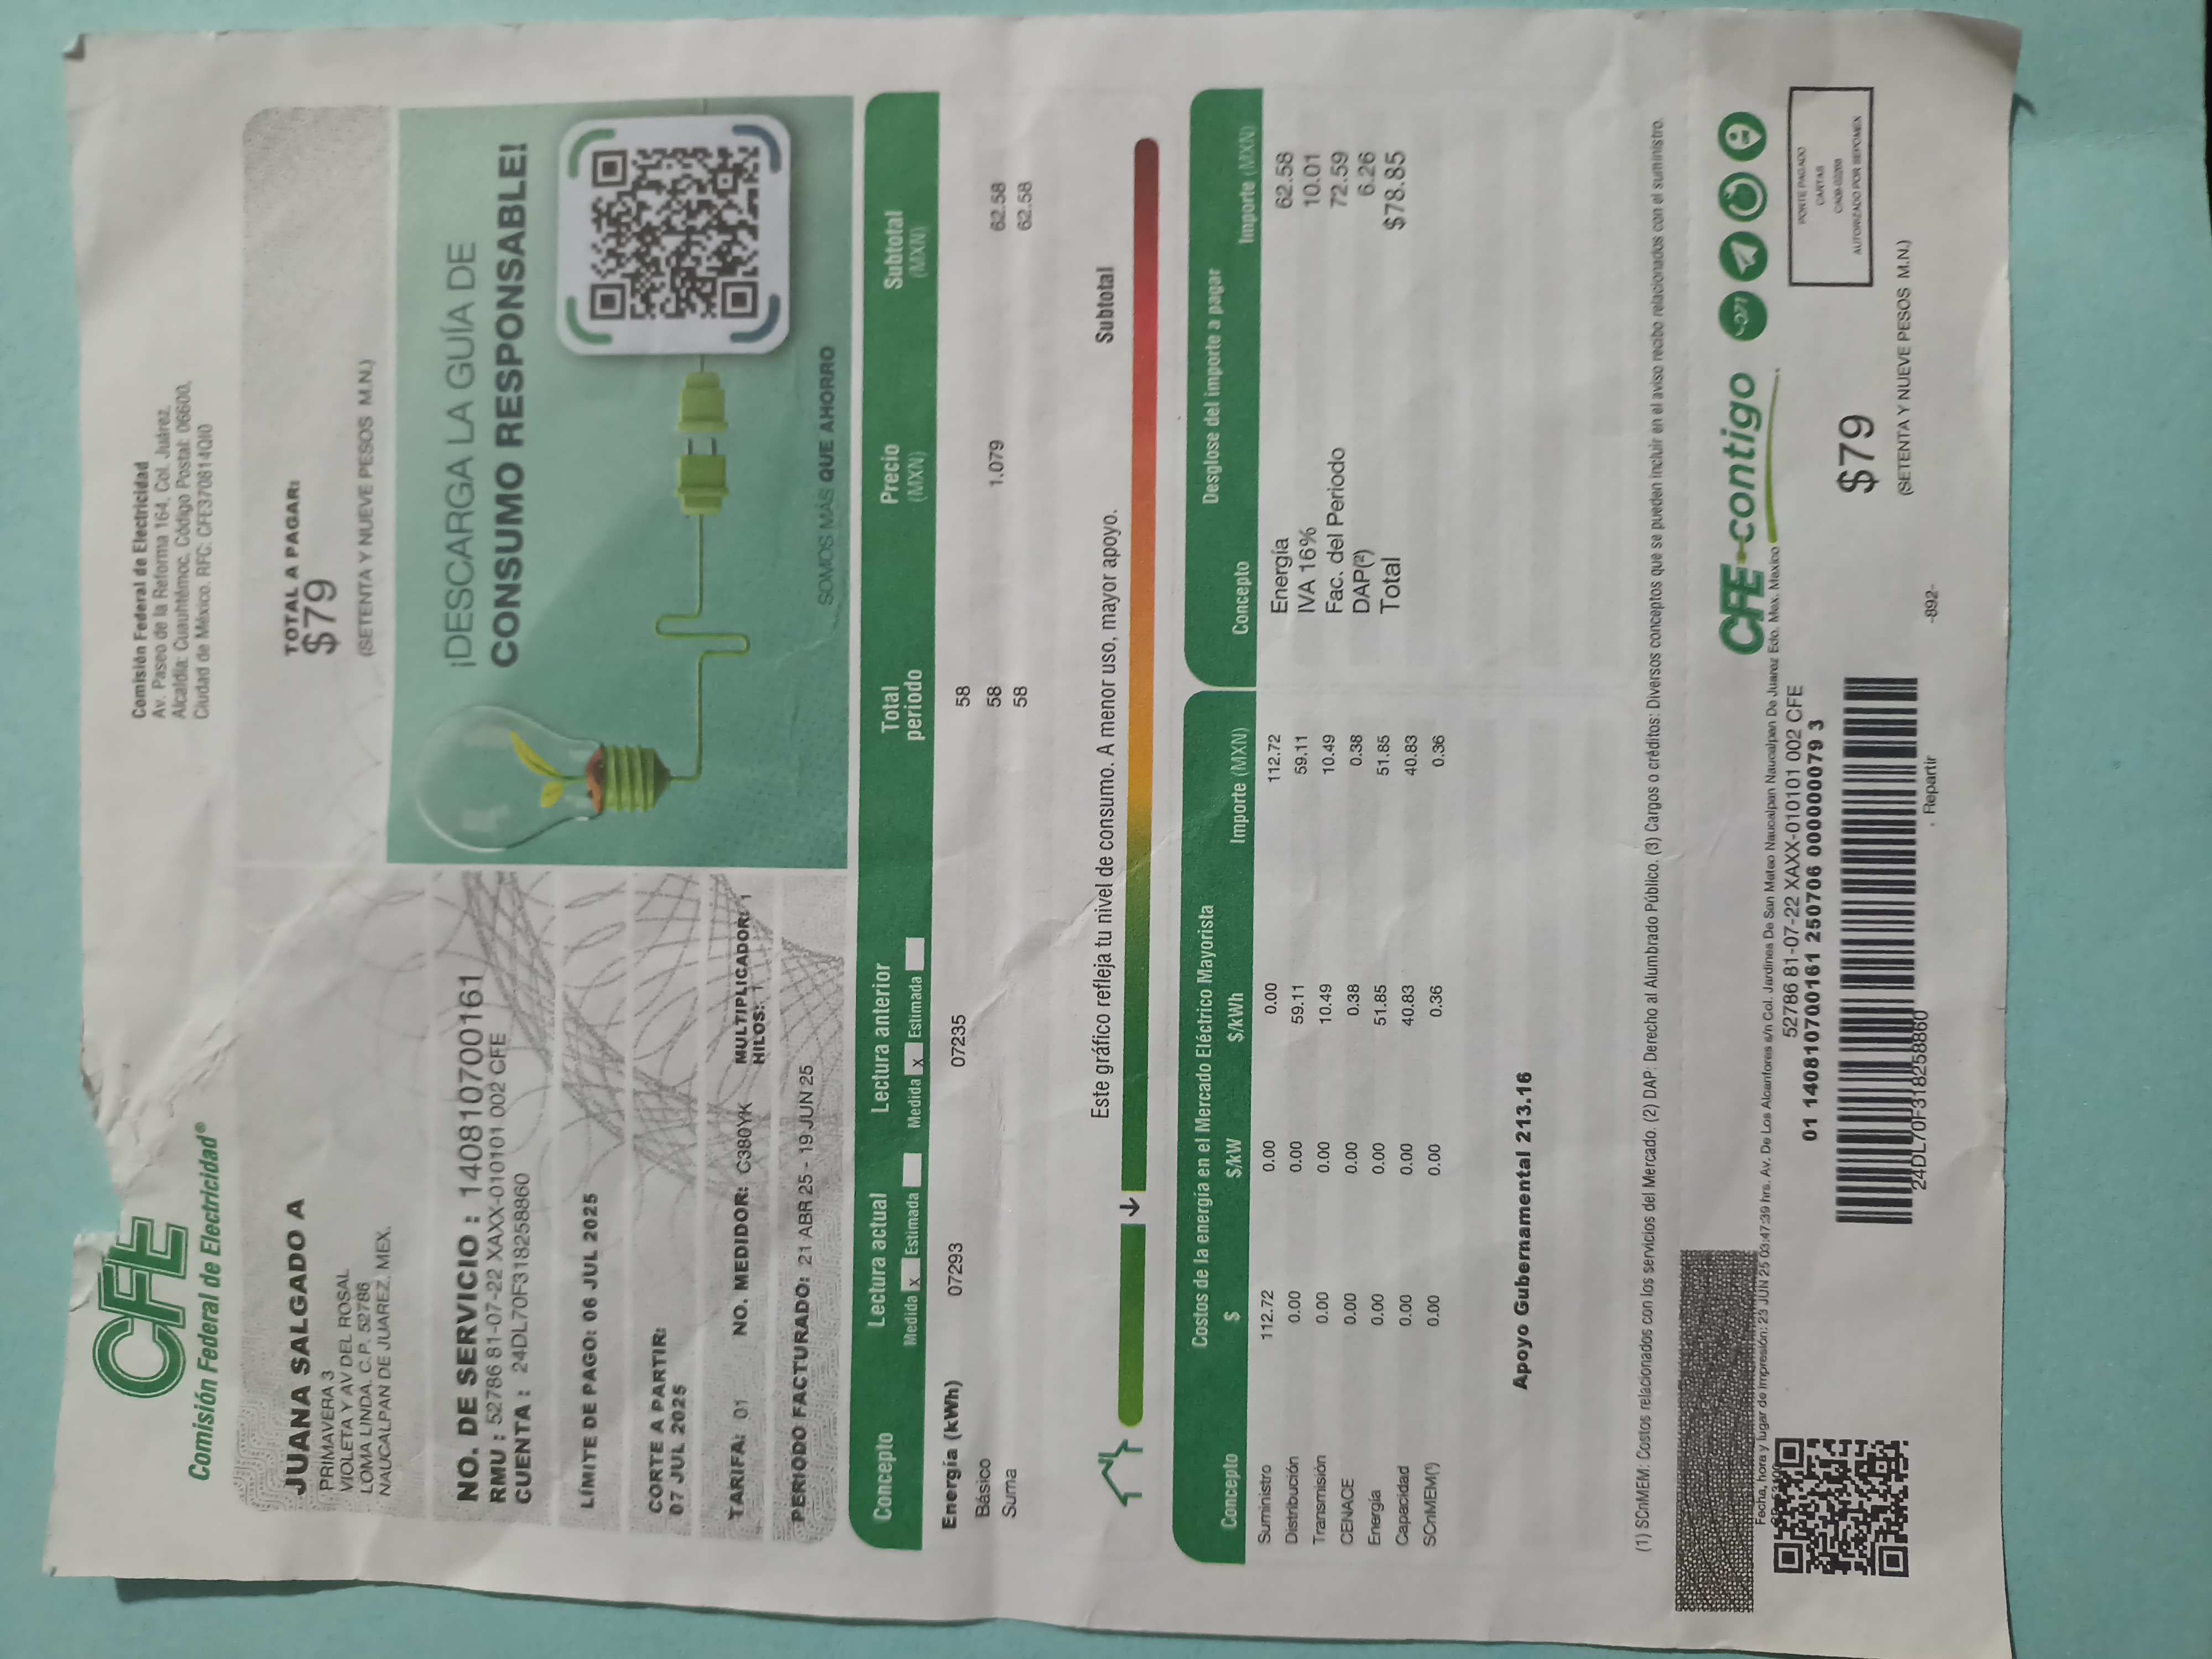 CFE
Comisión Federal de Electricidad®
Comisión Federal de Electricidad
Av. Paseo de la Reforma 164, Col. Juárez,
Alcaldía: Cuauhtémoc. Código Postal: 06600,
Ciudad de México. RFC: CFE370814QI0
JUANA SALGADO A
PRIMAVERA 3
VIOLETA Y AV DEL ROSAL
LOMA LINDA. C.P. 52786
NAUCALPAN DE JUAREZ, MEX.
TOTAL A PAGAR:
$79
(SETENTA Y NUEVE PESOS M.N.)
NO. DE SERVICIO : 140810700161
RMU : 52786 81-07-22 XAXX-010101 002 CFE
CUENTA : 24DL70F3182258860
LÍMITE DE PAGO: 06 JUL 2025
CORTE A PARTIR:
07 JUL 2025
TARIFA: 01 NO. MEDIDOR: C380YK MULTIPLICADOR: 1
HILOS: 1
PERIODO FACTURADO: 21 ABR 25 - 19 JUN 25
¡DESCARGA LA GUÍA DE
CONSUMO RESPONSABLE!
SOMOS MÁS QUE AHORRO
Concepto Lectura actual Lectura anterior Total periodo Precio (MXN) Subtotal (MXN)
Medida x Estimada Medida x Estimada
Energía (kWh) 07293 07235 58
Básico 58 1.079 62.58
Suma 58 62.58
Este gráfico refleja tu nivel de consumo. A menor uso, mayor apoyo. Subtotal
Costos de la energía en el Mercado Eléctrico Mayorista
Concepto $ $/kW $/kWh Importe (MXN)
Suministro 112.72 0.00 0.00 112.72
Distribución 0.00 0.00 59.11 59.11
Transmisión 0.00 0.00 10.49 10.49
CENACE 0.00 0.00 0.38 0.38
Energía 0.00 0.00 51.85 51.85
Capacidad 0.00 0.00 40.83 40.83
SCnMEM(¹) 0.00 0.00 0.36 0.36
Desglose del importe a pagar
Concepto Importe (MXN)
Energía 62.58
IVA 16% 10.01
Fac. del Periodo 72.59
DAP(²) 6.26
Total $78.85
Apoyo Gubernamental 213.16
(1) SCnMEM: Costos relacionados con los servicios del Mercado. (2) DAP: Derecho al Alumbrado Público. (3) Cargos o créditos: Diversos conceptos que se pueden incluir en el aviso recibo relacionados con el suministro.
CFE-contigo
071
Fecha, hora y lugar de impresión: 23 JUN 25 03:47:39 hrs. Av. De Los Alcanfores s/n Col. Jardines De San Mateo Naucalpan Naucalpan De Juarez Edo. Mex. Mexico
52786 81-07-22 XAXX-010101 002 CFE
01 140810700161 250706 000000079 3
24DL70F3182258860
, Repartir
-892-
$79
(SETENTA Y NUEVE PESOS M.N.)
PORTE PAGADO
CARTAS
CA09-02208
AUTORIZADO POR SEPOMEX